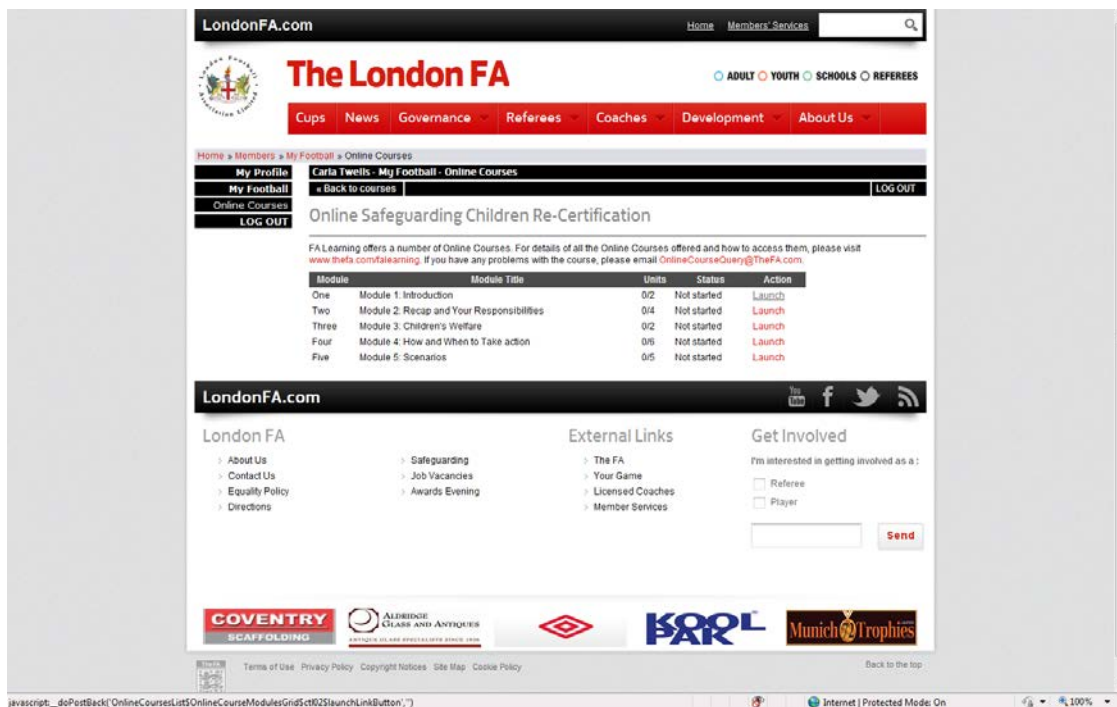 LondonFA.com
Home Members' Services
The London FA
ADULT YOUTH SCHOOLS REFEREES
Cups News Governance Referees Coaches Development About Us
Home » Members » My Football » Online Courses
My Profile
My Football
Online Courses
LOG OUT
Carla Twells - My Football - Online Courses
« Back to courses LOG OUT
Online Safeguarding Children Re-Certification
FA Learning offers a number of Online Courses. For details of all the Online Courses offered and how to access them, please visit
www.thefa.com/falearning. If you have any problems with the course, please email OnlineCourseQuery@TheFA.com.
Module Module Title Units Status Action
One Module 1: Introduction 0/2 Not started Launch
Two Module 2: Recap and Your Responsibilities 0/4 Not started Launch
Three Module 3: Children's Welfare 0/2 Not started Launch
Four Module 4: How and When to Take action 0/6 Not started Launch
Five Module 5: Scenarios 0/5 Not started Launch
LondonFA.com
You Tube
London FA
About Us
Contact Us
Equality Policy
Directions
Safeguarding
Job Vacancies
Awards Evening
External Links
The FA
Your Game
Licensed Coaches
Member Services
Get Involved
I'm interested in getting involved as a :
Referee
Player
Send
COVENTRY
SCAFFOLDING
ALDRIDGE
GLASS AND ANTIQUES
ANTIQUE GLASS SPECIALISTS SINCE
KOOL
PAK
Munich Trophies
TheFA
Terms of Use Privacy Policy Copyright Notices Site Map Cookie Policy
Back to the top
javascript:__doPostBack('OnlineCoursesList$OnlineCourseModulesGrid$ctl02$launchLinkButton','')
Internet | Protected Mode: On
100%